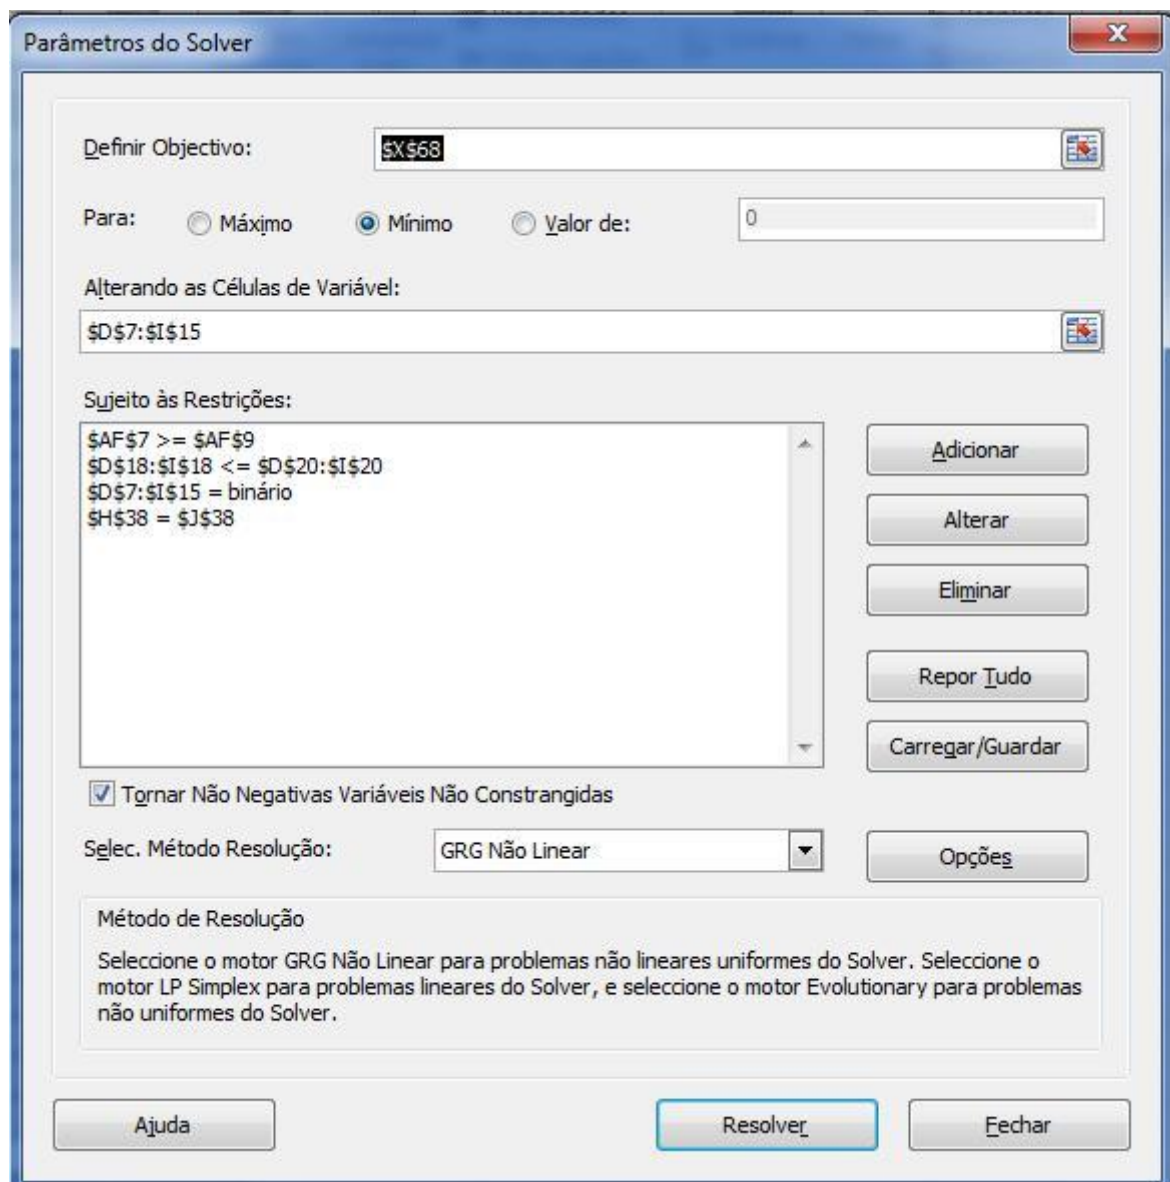 Parâmetros do Solver
Definir Objectivo: $X$68
Para: Máximo Mínimo Valor de: 0
Alterando as Células de Variável:
$D$7:$I$15
Sujeito às Restrições:
$AF$7 >= $AF$9
$D$18:$I$18 <= $D$20:$I$20
$D$7:$I$15 = binário
$H$38 = $J$38
Adicionar
Alterar
Eliminar
Repor Tudo
Carregar/Guardar
Tornar Não Negativas Variáveis Não Constrangidas
Selec. Método Resolução: GRG Não Linear Opções
Método de Resolução
Seleccione o motor GRG Não Linear para problemas não lineares uniformes do Solver. Seleccione o
motor LP Simplex para problemas lineares do Solver, e seleccione o motor Evolutionary para problemas
não uniformes do Solver.
Ajuda Resolver Fechar